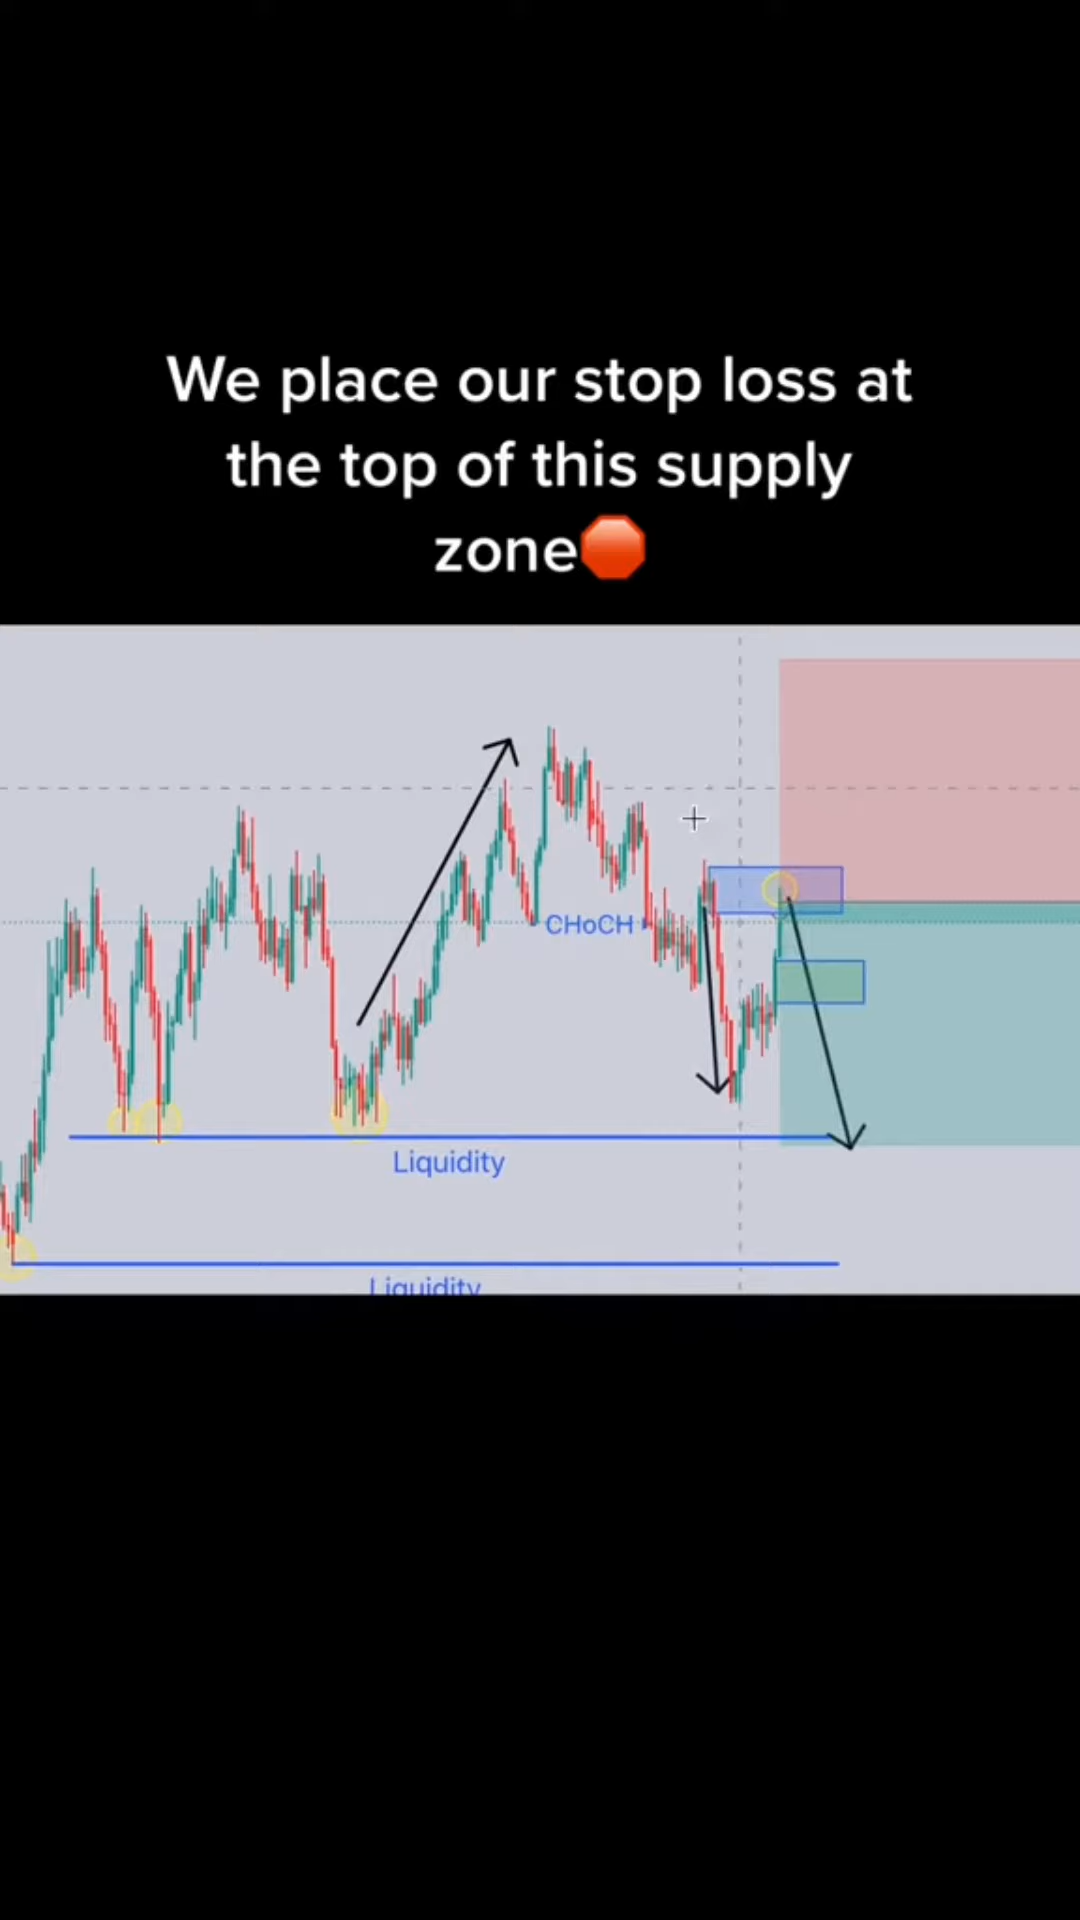 We place our stop loss at
the top of this supply
zone🛑
CHoCH
Liquidity
Liquidity